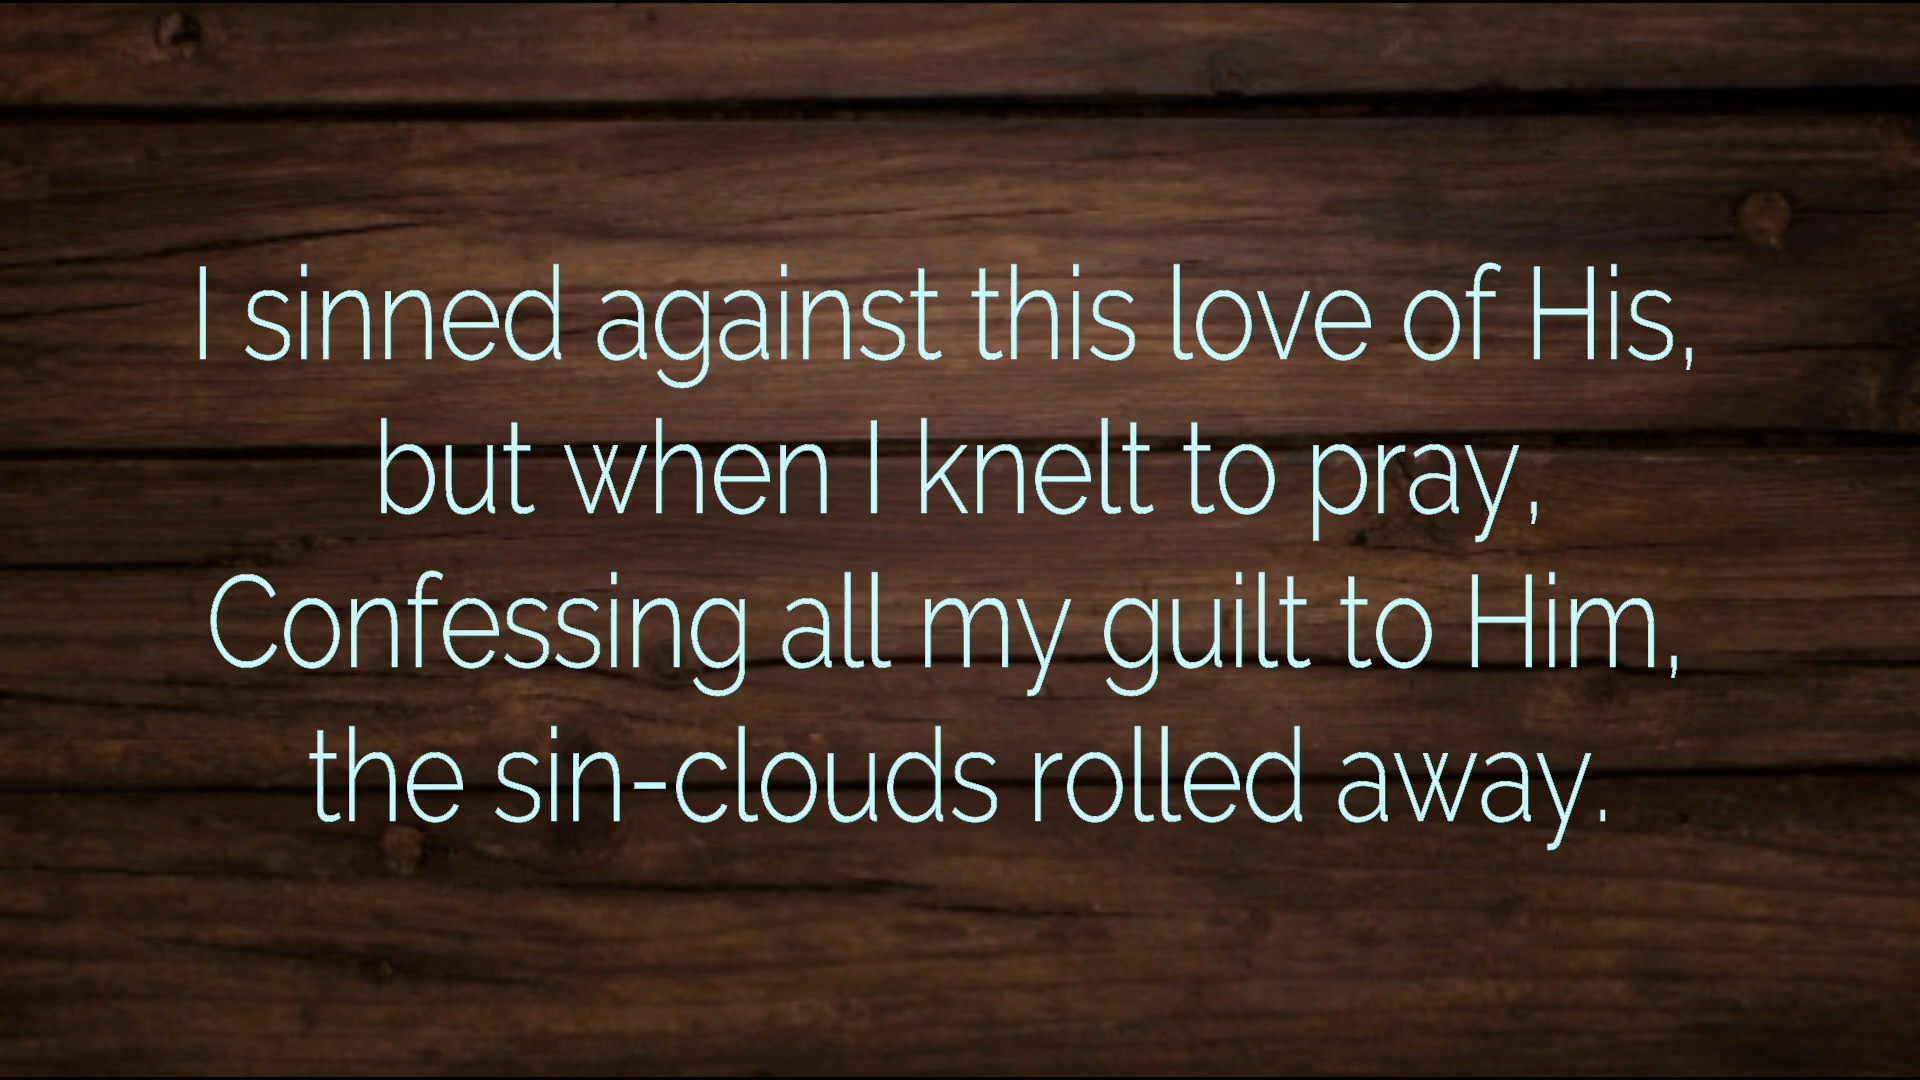 I sinned against this love of His,
but when I knelt to pray,
Confessing all my guilt to Him,
the sin-clouds rolled away.